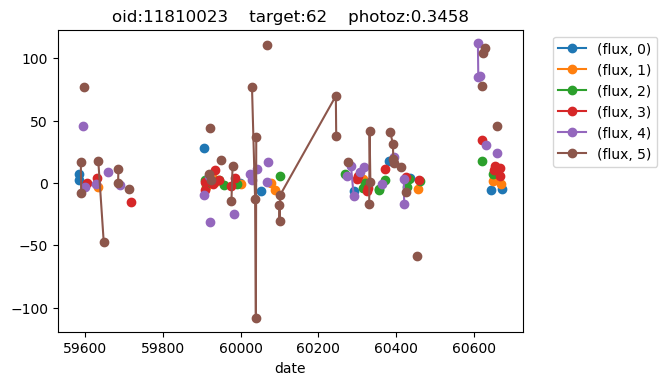 oid:11810023    target:62    photoz:0.3458
100
50
0
−50
−100
59600
59800
60000
60200
60400
60600
date
(flux, 0)
(flux, 1)
(flux, 2)
(flux, 3)
(flux, 4)
(flux, 5)